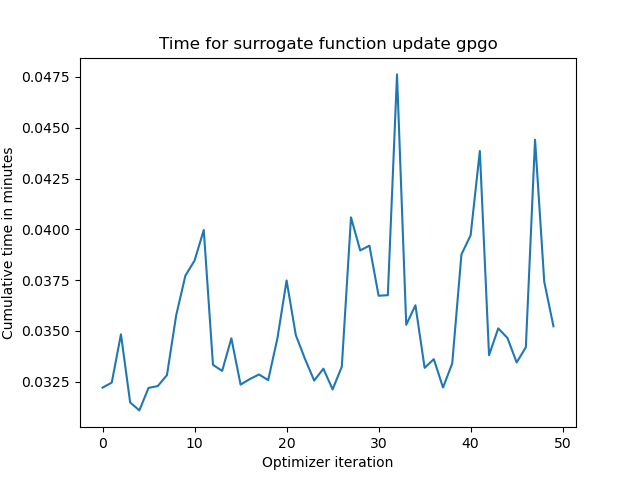 Time for surrogate function update gpgo
Cumulative time in minutes
0.0475
0.0450
0.0425
0.0400
0.0375
0.0350
0.0325
0 10 20 30 40 50
Optimizer iteration